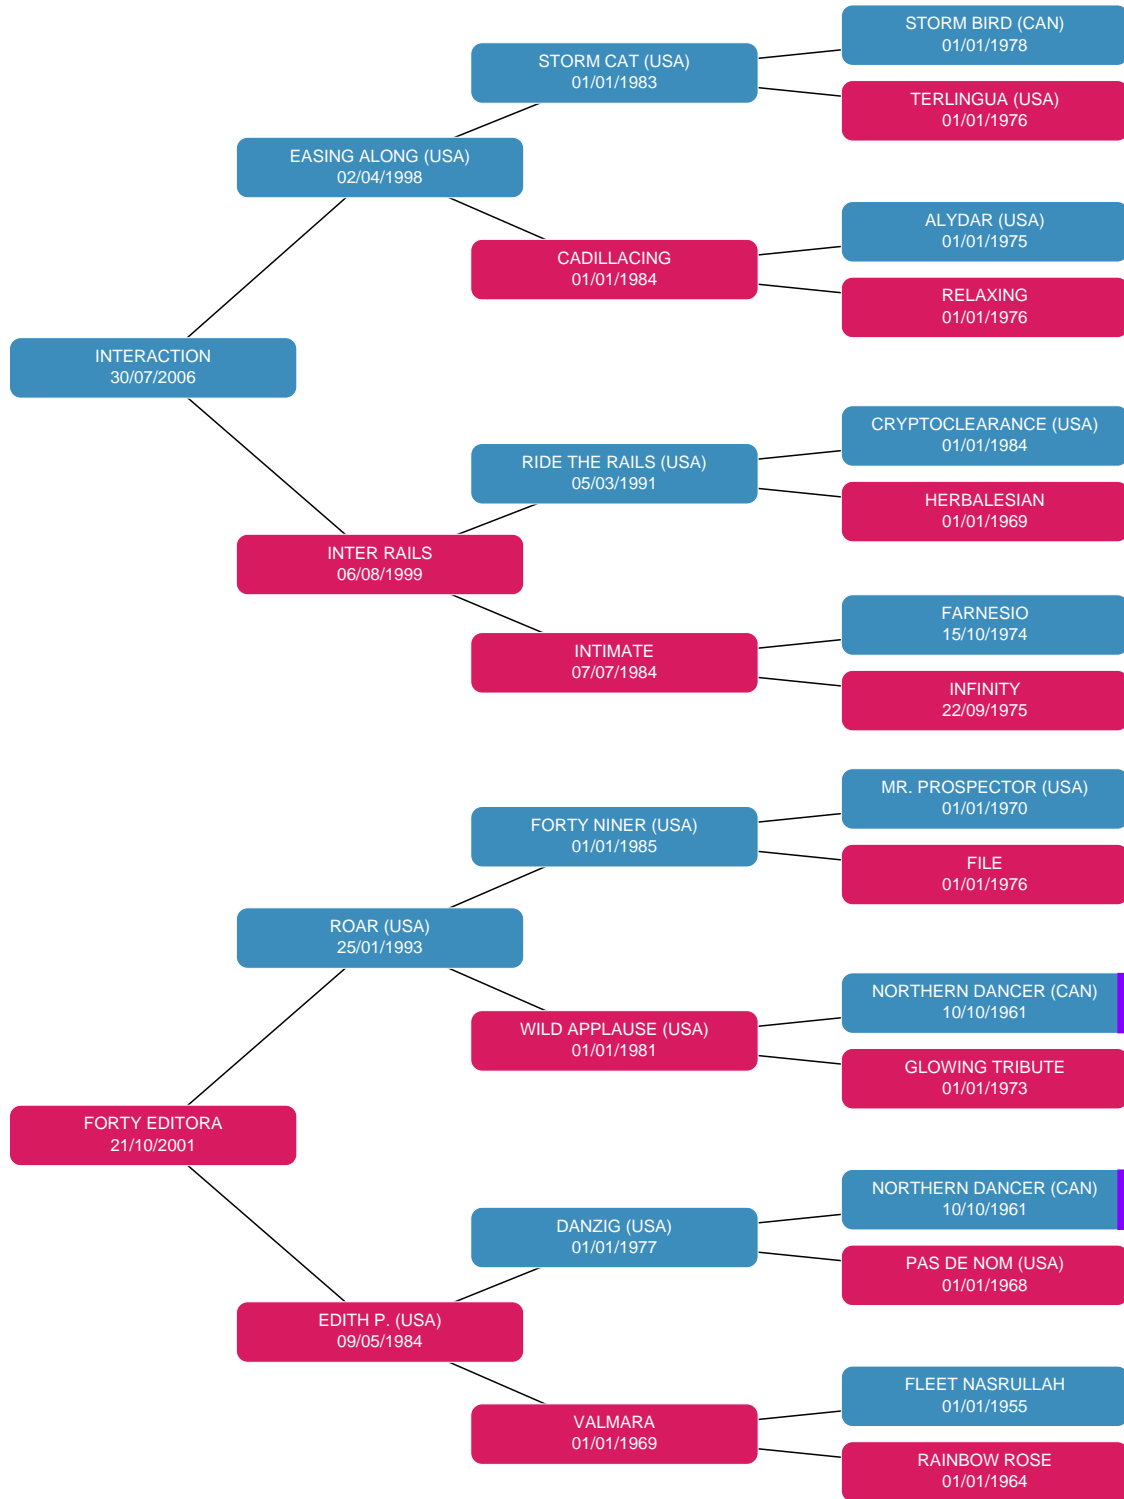 STORM BIRD (CAN)
01/01/1978
STORM CAT (USA)
01/01/1983
TERLINGUA (USA)
01/01/1976
EASING ALONG (USA)
02/04/1998
ALYDAR (USA)
01/01/1975
CADILLACING
01/01/1984
RELAXING
01/01/1976
INTERACTION
30/07/2006
CRYPTOCLEARANCE (USA)
01/01/1984
RIDE THE RAILS (USA)
05/03/1991
HERBALESIAN
01/01/1969
INTER RAILS
06/08/1999
FARNESIO
15/10/1974
INTIMATE
07/07/1984
INFINITY
22/09/1975
MR. PROSPECTOR (USA)
01/01/1970
FORTY NINER (USA)
01/01/1985
FILE
01/01/1976
ROAR (USA)
25/01/1993
NORTHERN DANCER (CAN)
10/10/1961
WILD APPLAUSE (USA)
01/01/1981
GLOWING TRIBUTE
01/01/1973
FORTY EDITORA
21/10/2001
NORTHERN DANCER (CAN)
10/10/1961
DANZIG (USA)
01/01/1977
PAS DE NOM (USA)
01/01/1968
EDITH P. (USA)
09/05/1984
FLEET NASRULLAH
01/01/1955
VALMARA
01/01/1969
RAINBOW ROSE
01/01/1964